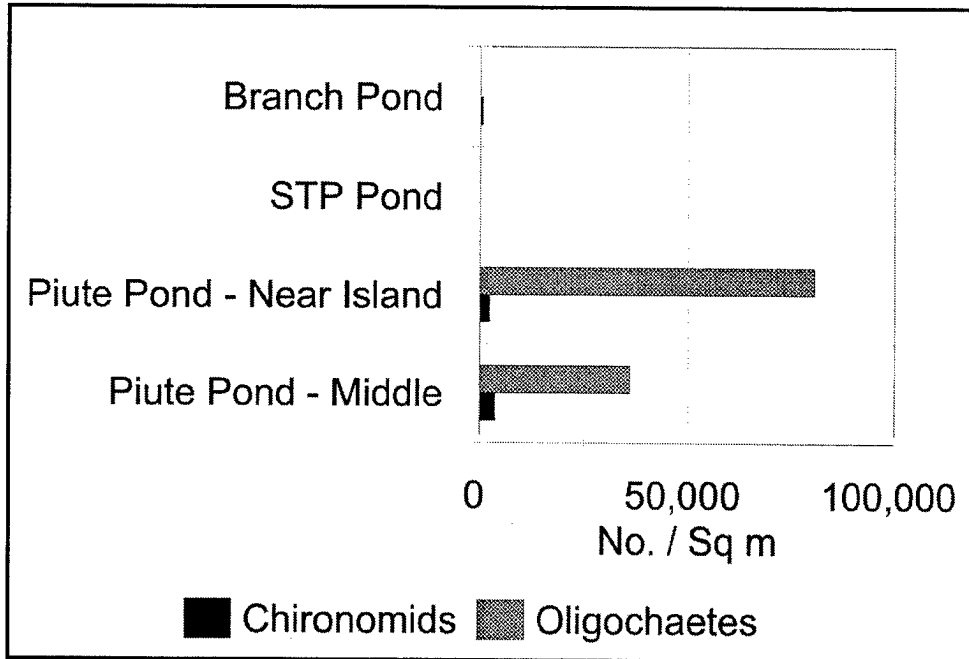 Branch Pond
STP Pond
Piute Pond - Near Island
Piute Pond - Middle
0 50,000 100,000
No. / Sq m
Chironomids Oligochaetes